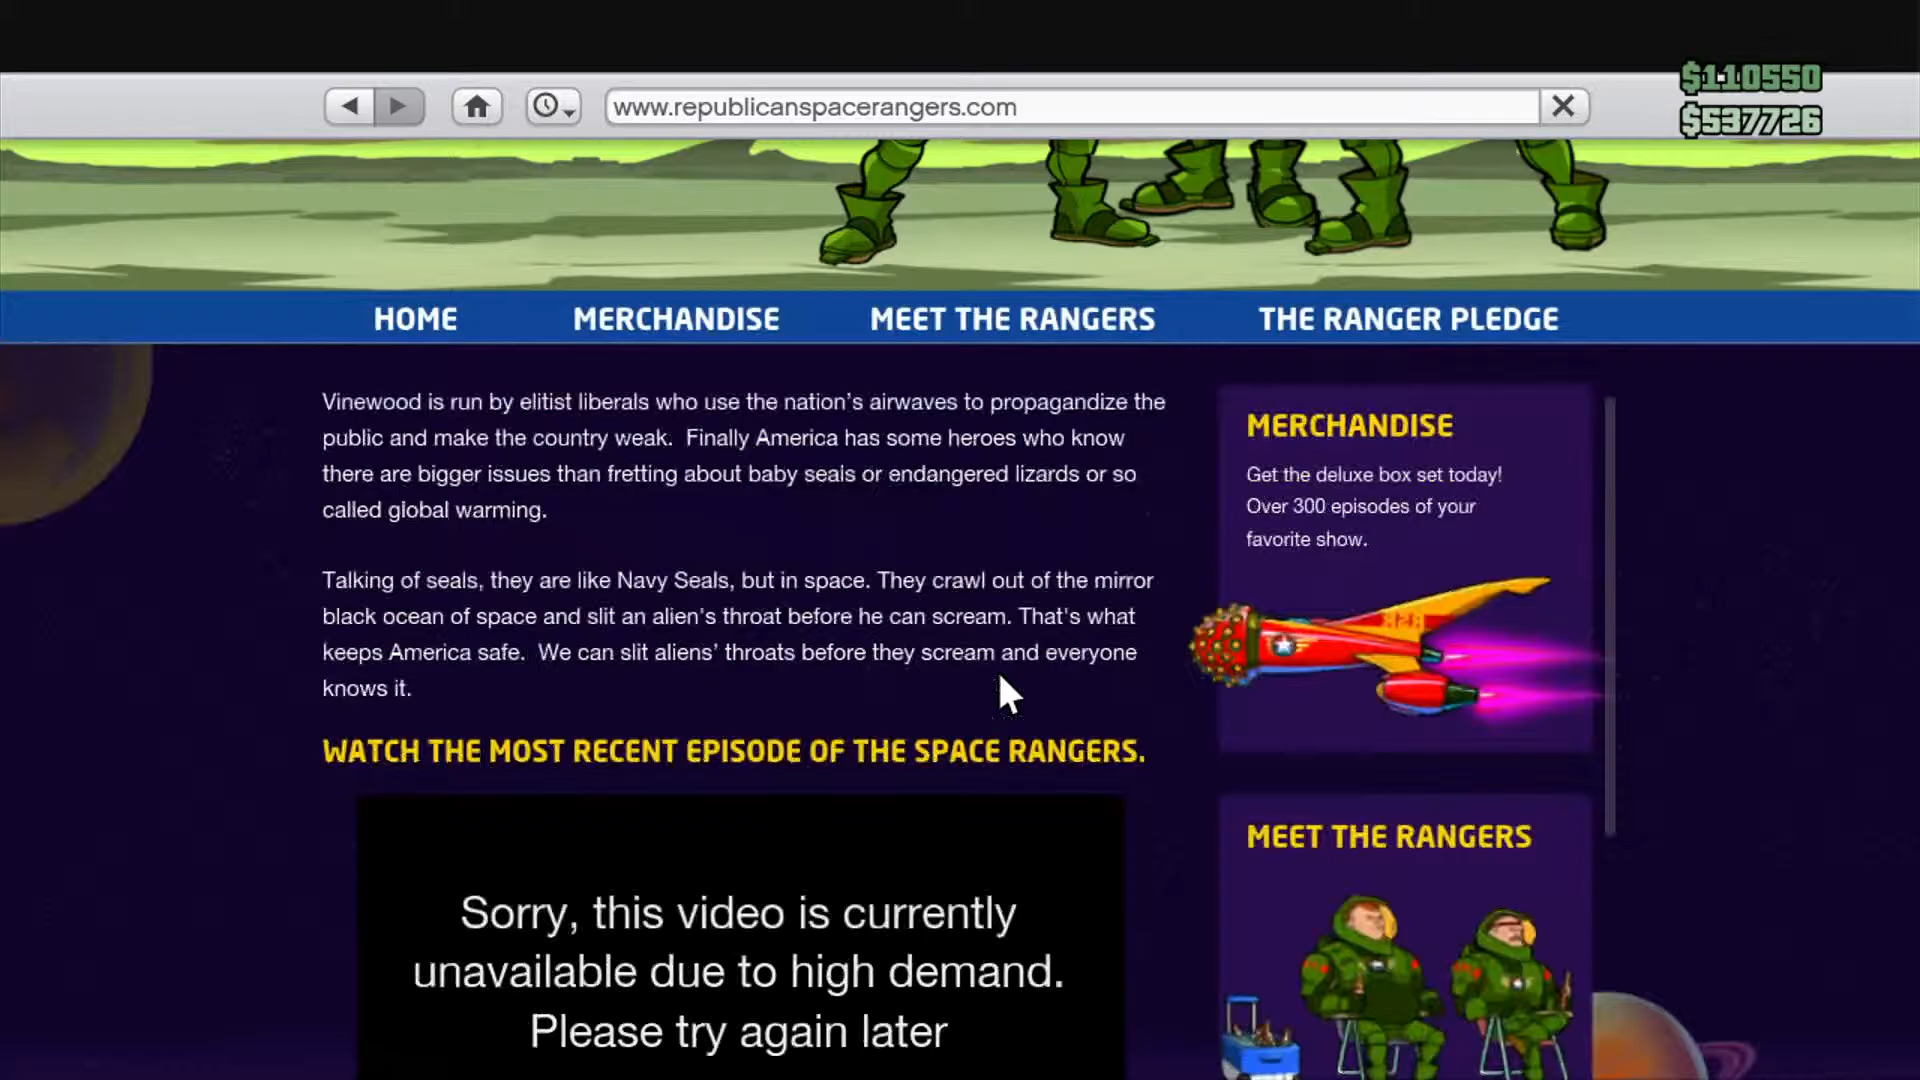 $110550
www.republicanspacerangers.com
$537726
HOME
MERCHANDISE
MEET THE RANGERS
THE RANGER PLEDGE
Vinewood is run by elitist liberals who use the nation's airwaves to propagandize the
public and make the country weak.  Finally America has some heroes who know
there are bigger issues than fretting about baby seals or endangered lizards or so
called global warming.
Talking of seals, they are like Navy Seals, but in space. They crawl out of the mirror
black ocean of space and slit an alien's throat before he can scream. That's what
keeps America safe.  We can slit aliens' throats before they scream and everyone
knows it.
WATCH THE MOST RECENT EPISODE OF THE SPACE RANGERS.
Sorry, this video is currently
unavailable due to high demand.
Please try again later
MERCHANDISE
Get the deluxe box set today!
Over 300 episodes of your
favorite show.
MEET THE RANGERS